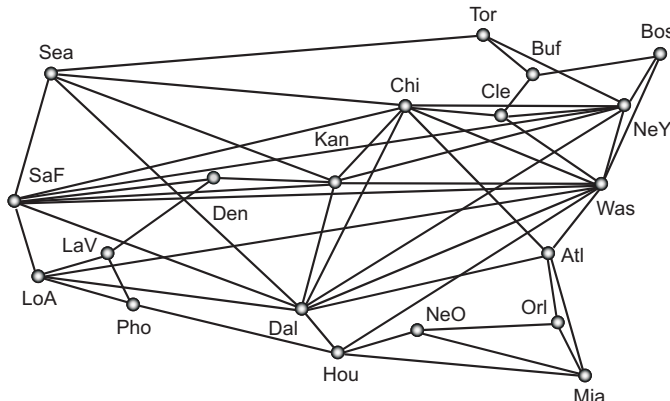 Tor
Bos
Buf
Sea
Chi
Cle
NeY
Kan
SaF
Den
Was
LaV
Atl
LoA
Pho
Dal
NeO
Orl
Hou
Mia